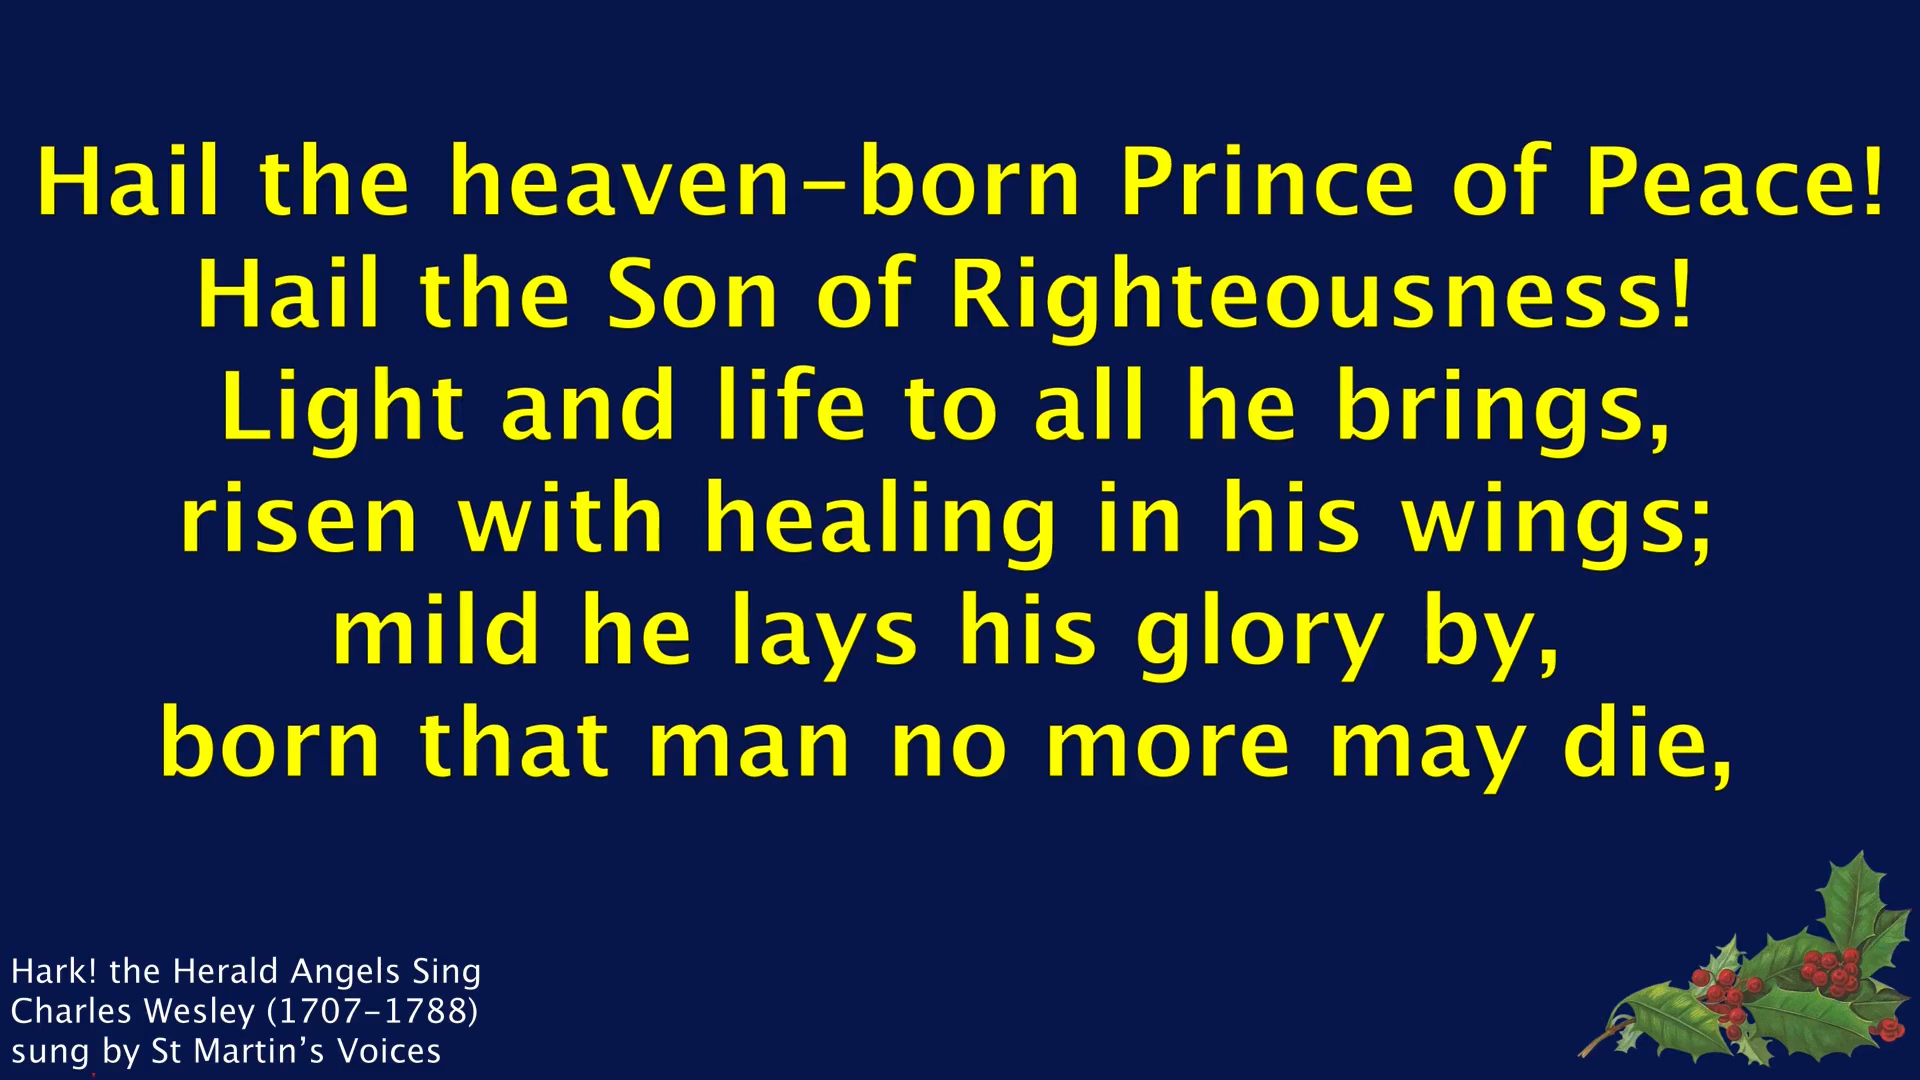 Hail the heaven-born Prince of Peace!
Hail the Son of Righteousness!
Light and life to all he brings,
risen with healing in his wings;
mild he lays his glory by,
born that man no more may die,
Hark! the Herald Angels Sing
Charles Wesley (1707-1788)
sung by St Martin’s Voices